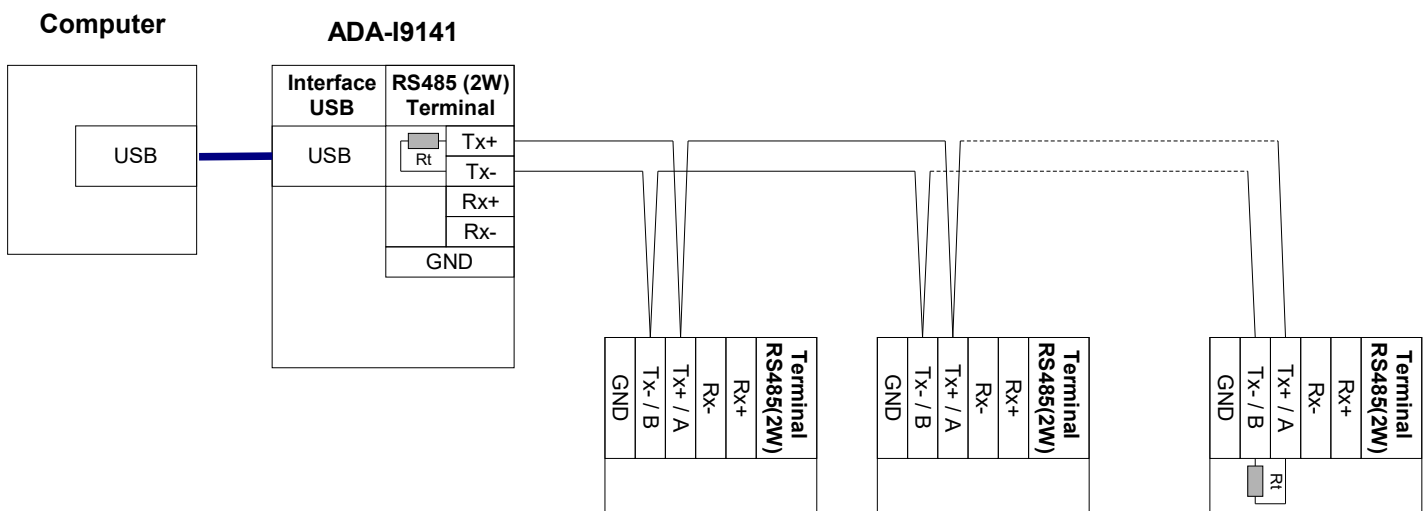 Computer
ADA-I9141
Interface
USB
RS485 (2W)
Terminal
USB
USB
Rt
Tx+
Tx-
Rx+
Rx-
GND
Terminal
RS485(2W)
Rx+
Rx-
Tx+ / A
Tx- / B
GND
Terminal
RS485(2W)
Rx+
Rx-
Tx+ / A
Tx- / B
GND
Terminal
RS485(2W)
Rx+
Rx-
Tx+ / A
Tx- / B
GND
Rt